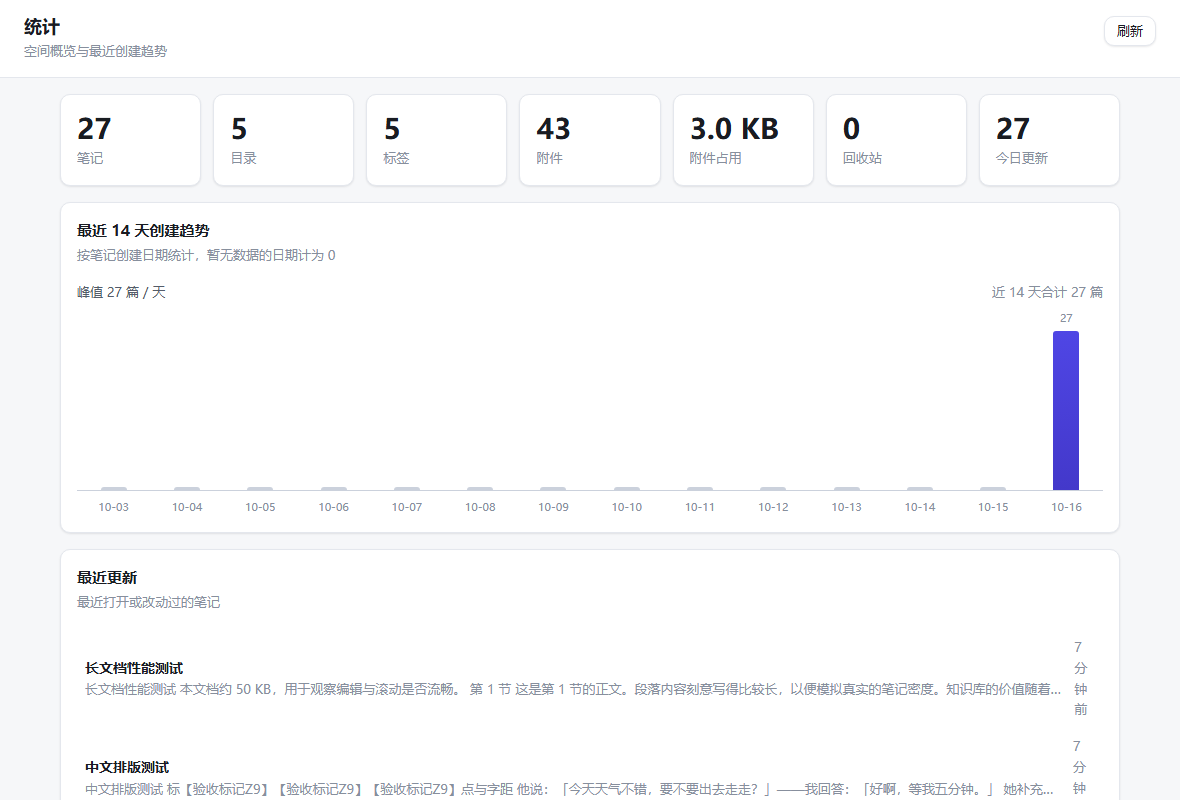 统计
空间概览与最近创建趋势
刷新
27
笔记
5
目录
5
标签
43
附件
3.0 KB
附件占用
0
回收站
27
今日更新
最近 14 天创建趋势
按笔记创建日期统计，暂无数据的日期计为 0
峰值 27 篇 / 天
近 14 天合计 27 篇
27
10-03 10-04 10-05 10-06 10-07 10-08 10-09 10-10 10-11 10-12 10-13 10-14 10-15 10-16
最近更新
最近打开或改动过的笔记
长文档性能测试
长文档性能测试 本文档约 50 KB，用于观察编辑与滚动是否流畅。 第 1 节 这是第 1 节的正文。段落内容刻意写得比较长，以便模拟真实的笔记密度。知识库的价值随着...
7
分
钟
前
中文排版测试
中文排版测试 标【验收标记Z9】【验收标记Z9】【验收标记Z9】点与字距 他说：「今天天气不错，要不要出去走走？」——我回答：「好啊，等我五分钟。」 她补充...
7
分
钟